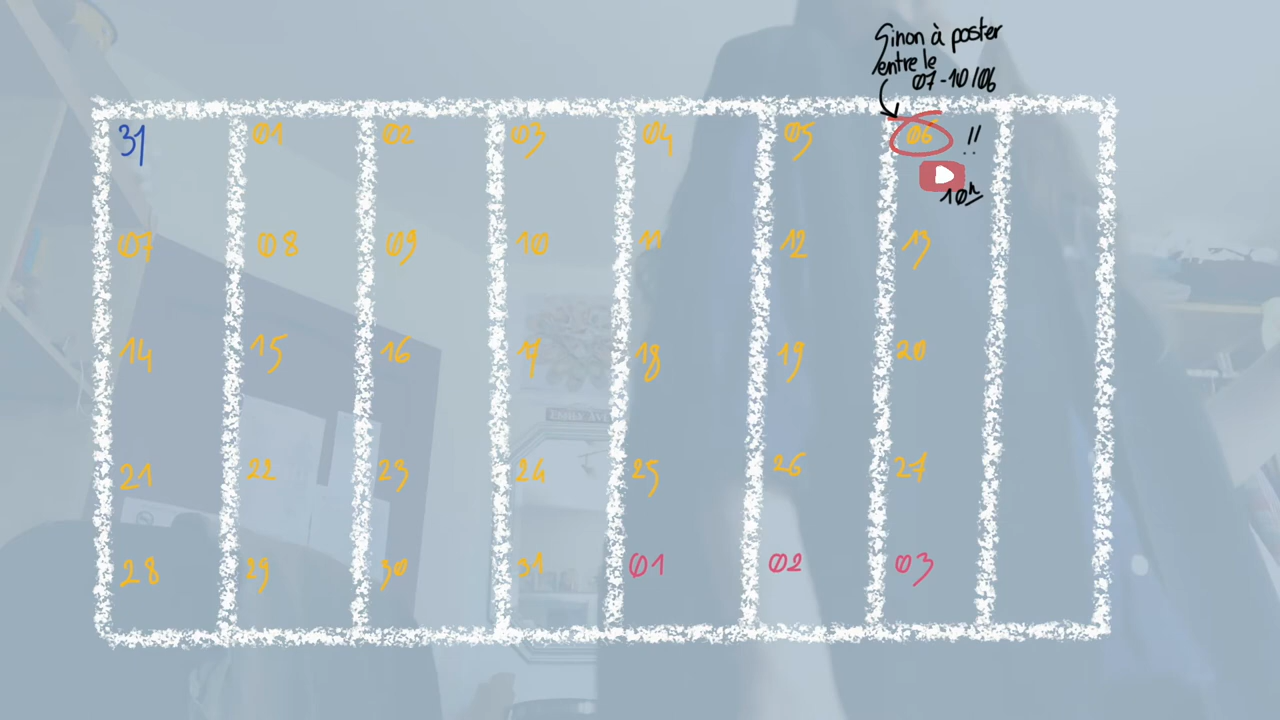 Sinon à poster
entre le
07-10/06
31 01 02 03 04 05 06 !!
10h
07 08 09 10 11 12 13
14 15 16 17 18 19 20
21 22 23 24 25 26 27
28 29 30 31 01 02 03